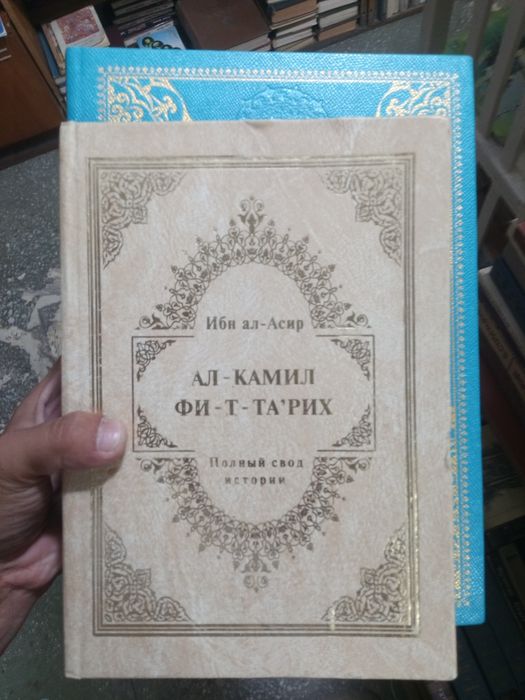 Ибн ал-Асир
АЛ-КАМИЛ
ФИ-Т-ТА'РИХ
Полный свод
истории